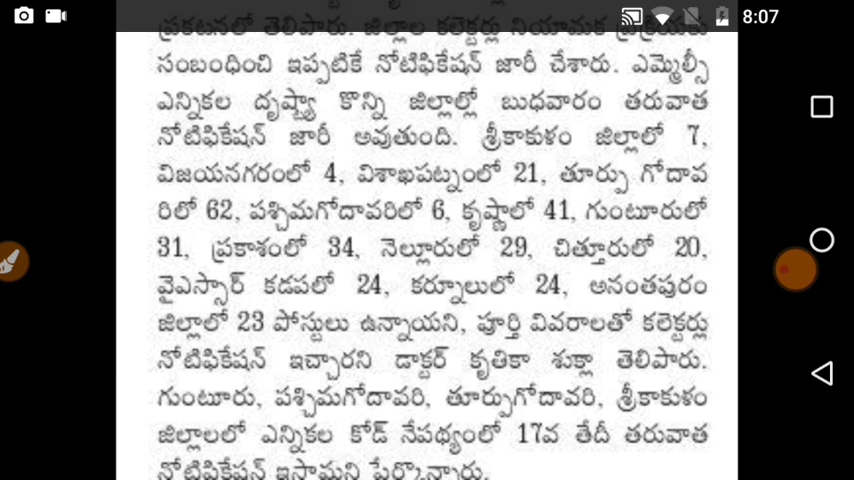 8:07
ప్రకటనలో తెలిపారు. జిల్లాల కలెక్టర్లు నియామక ప్రక్రియకు
సంబంధించి ఇప్పటికే నోటిఫికేషన్ జారీ చేశారు. ఎమ్మెల్సీ
ఎన్నికల దృష్ట్యా కొన్ని జిల్లాల్లో బుధవారం తరువాత
నోటిఫికేషన్ జారీ అవుతుంది. శ్రీకాకుళం జిల్లాలో 7,
విజయనగరంలో 4, విశాఖపట్నంలో 21, తూర్పు గోదావ
రిలో 62, పశ్చిమగోదావరిలో 6, కృష్ణాలో 41, గుంటూరులో
31, ప్రకాశంలో 34, నెల్లూరులో 29, చిత్తూరులో 20,
వైఎస్సార్ కడపలో 24, కర్నూలులో 24, అనంతపురం
జిల్లాలో 23 పోస్టులు ఉన్నాయని, పూర్తి వివరాలతో కలెక్టర్లు
నోటిఫికేషన్ ఇచ్చారని డాక్టర్ కృతికా శుక్లా తెలిపారు.
గుంటూరు, పశ్చిమగోదావరి, తూర్పుగోదావరి, శ్రీకాకుళం
జిల్లాలలో ఎన్నికల కోడ్ నేపథ్యంలో 17వ తేదీ తరువాత
నోటిఫికేషన్ ఇస్తామని పేర్కొన్నారు.